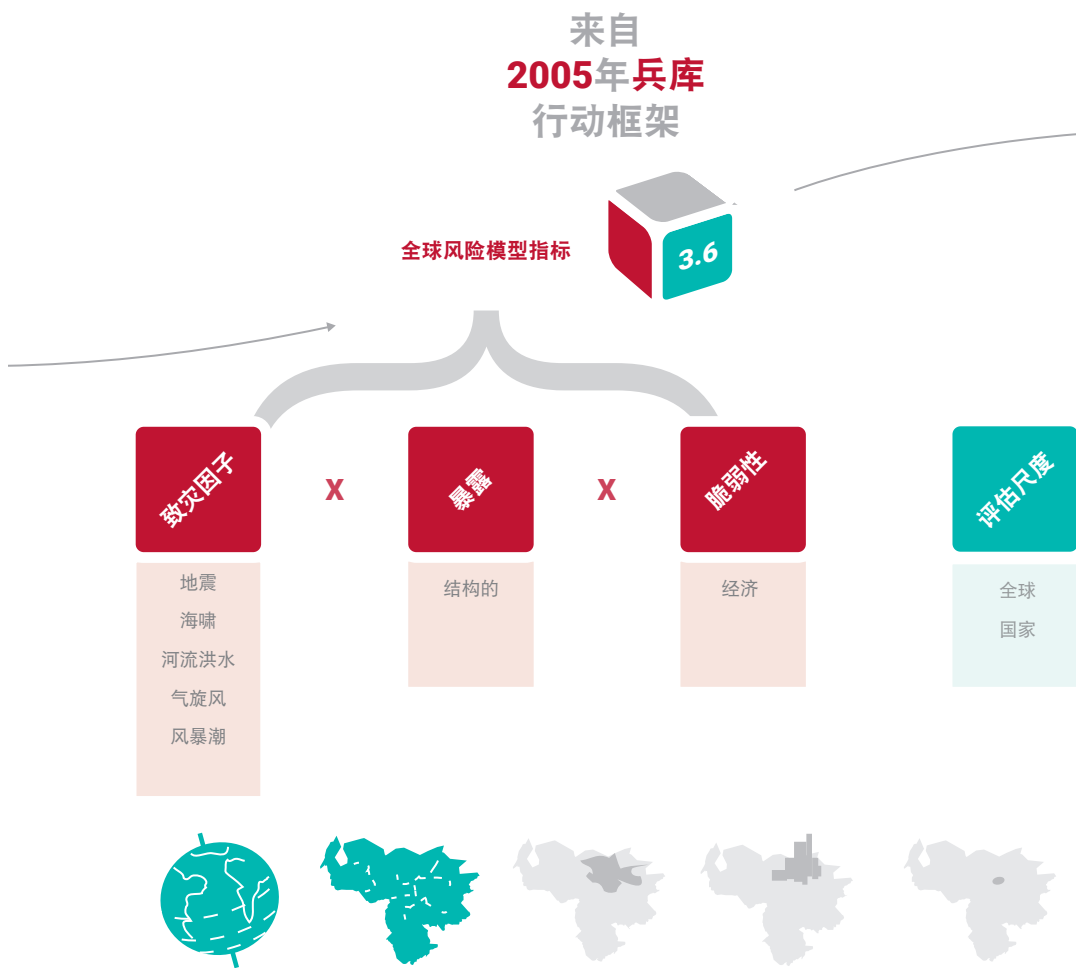 来自
2005年兵库
行动框架
全球风险模型指标
3.6
致灾因子
X
暴露
X
脆弱性
评估尺度
地震
海啸
河流洪水
气旋风
风暴潮
结构的
经济
全球
国家